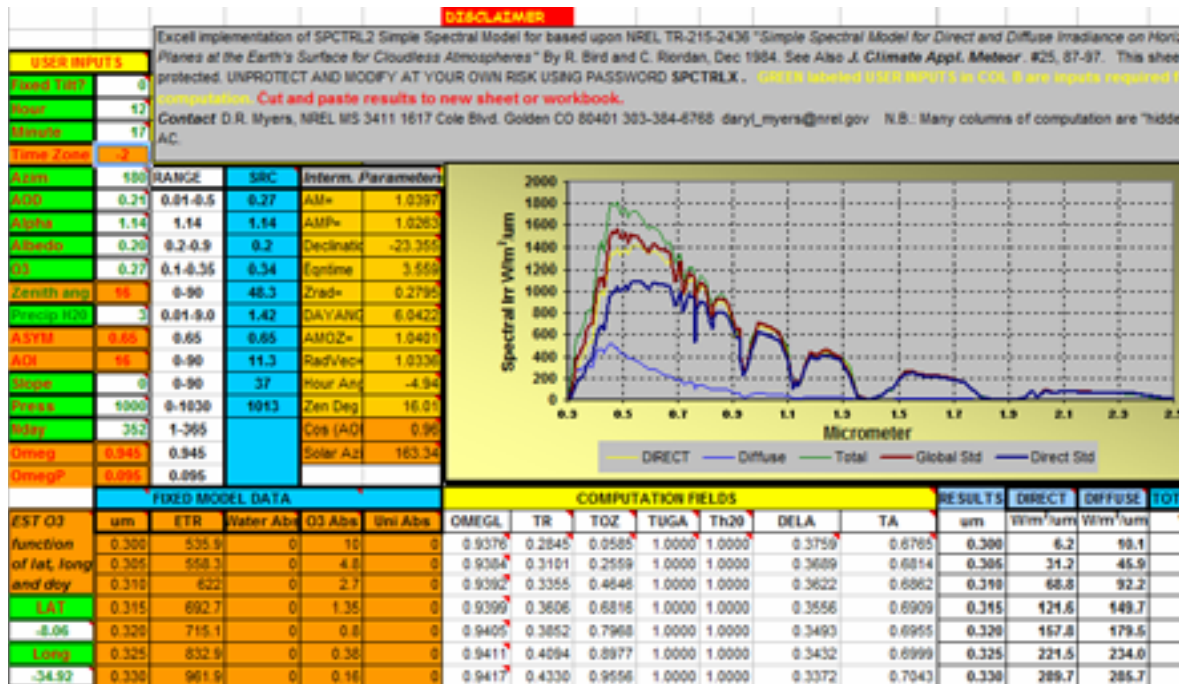 DISCLAIMER
Excell implementation of SPCTRL2 Simple Spectral Model for based upon NREL TR-215-2436 "Simple Spectral Model for Direct and Diffuse Irradiance on Horiz
Planes at the Earth's Surface for Cloudless Atmospheres" By R. Bird and C. Riordan, Dec 1984. See Also J. Climate Appl. Meteor. #25, 87-97. This shee
protected. UNPROTECT AND MODIFY AT YOUR OWN RISK USING PASSWORD SPCTRLX. GREEN labeled USER INPUTS in COL B are inputs required f
computation. Cut and paste results to new sheet or workbook.
Contact D.R. Myers, NREL MS 3411 1617 Cole Blvd. Golden CO 80401 303-384-6768 daryl_myers@nrel.gov N.B.: Many columns of computation are "hidde
AC.
USER INPUTS
Fixed Tilt? 0
Hour 12
Minute 17
Time Zone -2
Azim 180 RANGE SRC Interm. Parameters
AOD 0.21 0.01-0.5 0.27 AM= 1.0397
Alpha 1.14 1.14 1.14 AMP= 1.0263
Albedo 0.20 0.2-0.9 0.2 Declinatic -23.355
O3 0.27 0.1-0.35 0.34 Eqntime 3.559
Zenith ang 16 0-90 48.3 Zrad= 0.2795
Precip H20 3 0.01-9.0 1.42 DAYANG 6.0422
ASYM 0.65 0.65 0.65 AMOZ= 1.0401
AOI 16 0-90 11.3 RadVec= 1.0336
Slope 0 0-90 37 Hour Ang -4.94
Press 1000 0-1030 1013 Zen Deg 16.01
Nday 352 1-365 Cos (AOI 0.96
Omeg 0.945 0.945 Solar Azi 163.34
OmegP 0.095 0.095
Spectral Irr W/m²/um
2000
1800
1600
1400
1200
1000
800
600
400
200
0
0.3 0.5 0.7 0.9 1.1 1.3 1.5 1.7 1.9 2.1 2.3 2.5
Micrometer
DIRECT Diffuse Total Global Std Direct Std
FIXED MODEL DATA COMPUTATION FIELDS RESULTS DIRECT DIFFUSE TOT
EST O3 um ETR Water Abs O3 Abs Uni Abs OMEGL TR TOZ TUGA Th20 DELA TA um W/m²/um W/m²/um
function 0.300 535.9 0 10 0 0.9376 0.2845 0.0585 1.0000 1.0000 0.3759 0.6765 0.300 6.2 10.1
of lat, long 0.305 558.3 0 4.8 0 0.9384 0.3101 0.2559 1.0000 1.0000 0.3689 0.6814 0.305 31.2 45.9
and doy 0.310 622 0 2.7 0 0.9392 0.3355 0.4646 1.0000 1.0000 0.3622 0.6862 0.310 68.8 92.2
LAT 0.315 692.7 0 1.35 0 0.9399 0.3606 0.6816 1.0000 1.0000 0.3556 0.6909 0.315 121.6 149.7
-8.06 0.320 715.1 0 0.8 0 0.9405 0.3852 0.7968 1.0000 1.0000 0.3493 0.6955 0.320 157.8 179.5
Long 0.325 832.9 0 0.38 0 0.9411 0.4094 0.8977 1.0000 1.0000 0.3432 0.6999 0.325 221.5 234.0
-34.92 0.330 961.9 0 0.16 0 0.9417 0.4330 0.9556 1.0000 1.0000 0.3372 0.7043 0.330 289.7 285.7